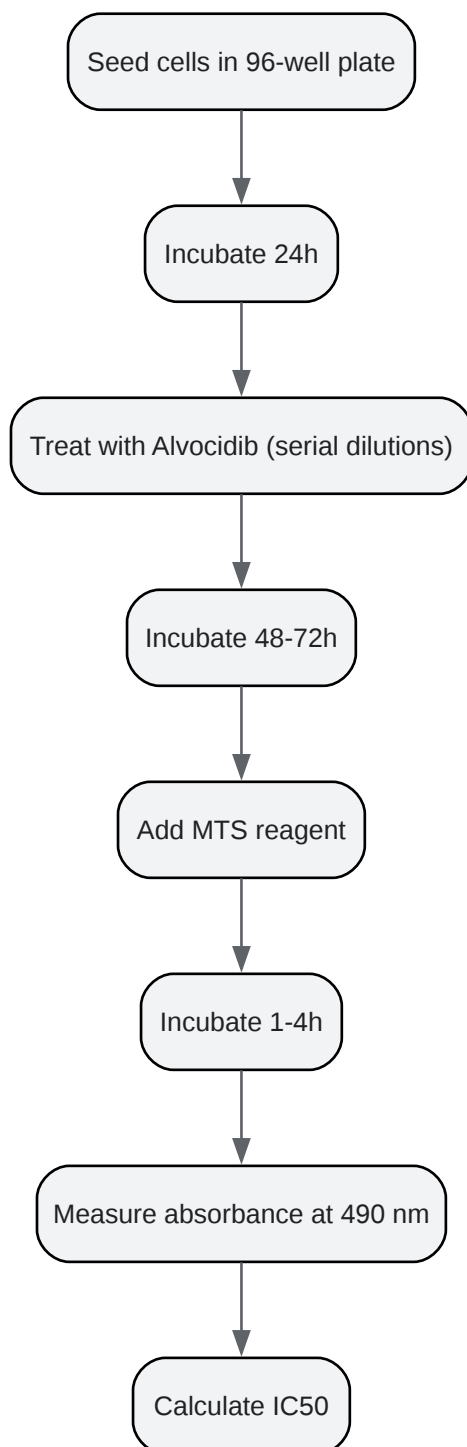 Seed cells in 96-well plate
Incubate 24h
Treat with Alvocidib (serial dilutions)
Incubate 48-72h
Add MTS reagent
Incubate 1-4h
Measure absorbance at 490 nm
Calculate IC50